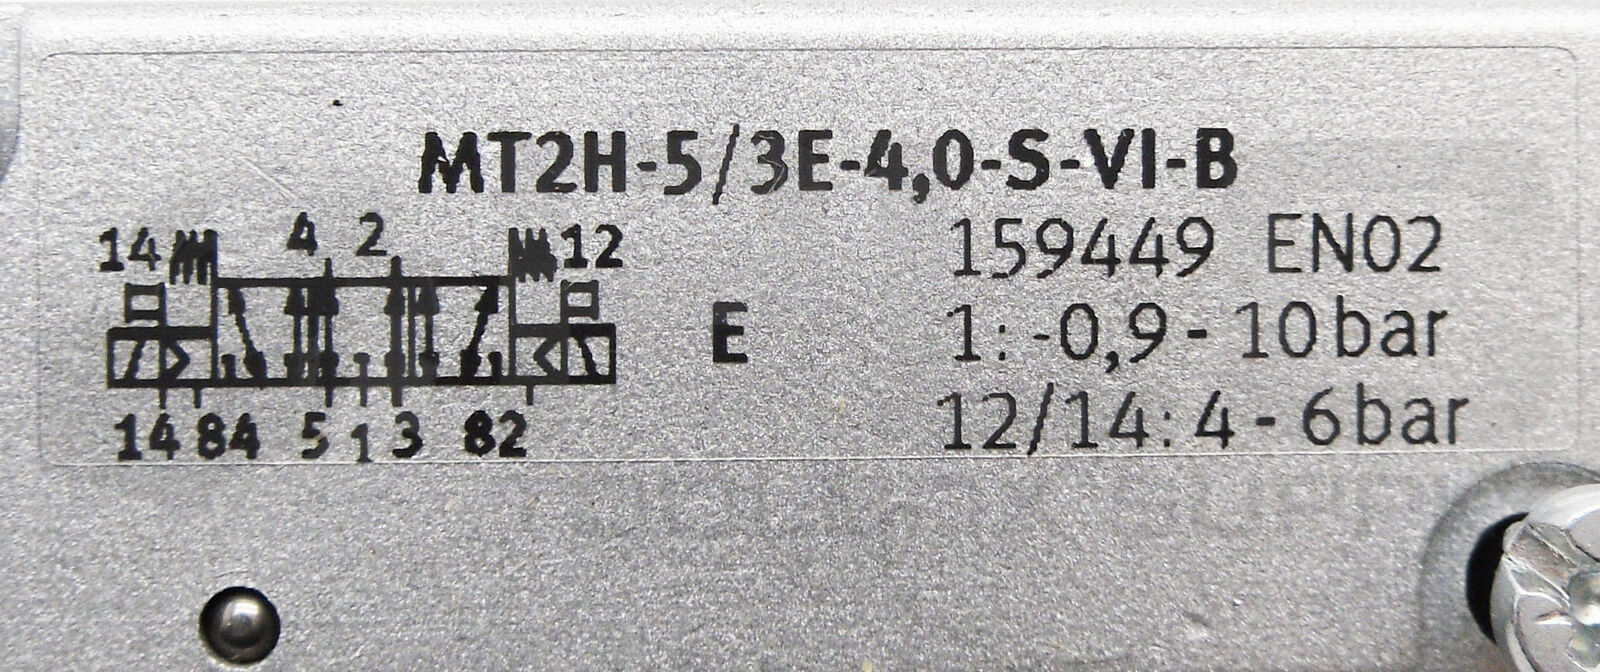 MT2H-5/3E-4,0-S-VI-B
14 4 2 12
159449 EN02
E
1: -0,9 - 10 bar
12/14: 4 - 6 bar
14 84 5 1 3 82